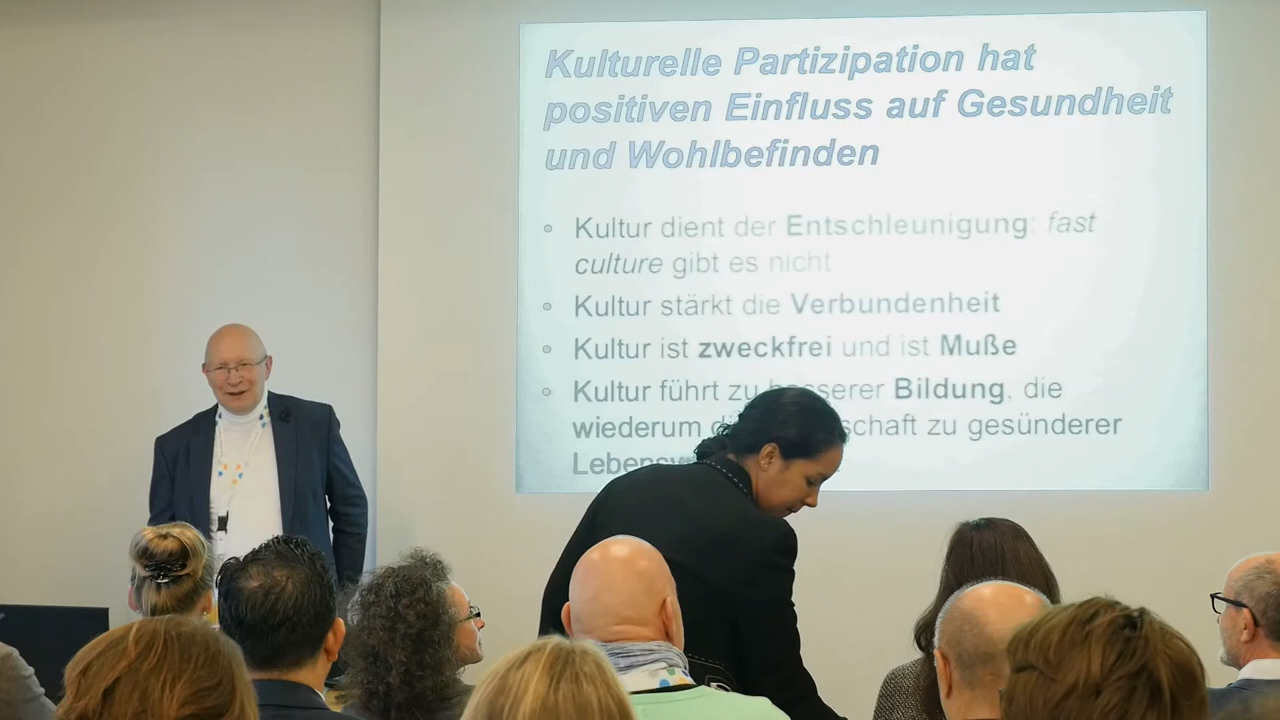 Kulturelle Partizipation hat
positiven Einfluss auf Gesundheit
und Wohlbefinden
• Kultur dient der Entschleunigung: fast
culture gibt es nicht
• Kultur stärkt die Verbundenheit
• Kultur ist zweckfrei und ist Muße
• Kultur führt zu besserer Bildung, die
wiederum zu gesünderer